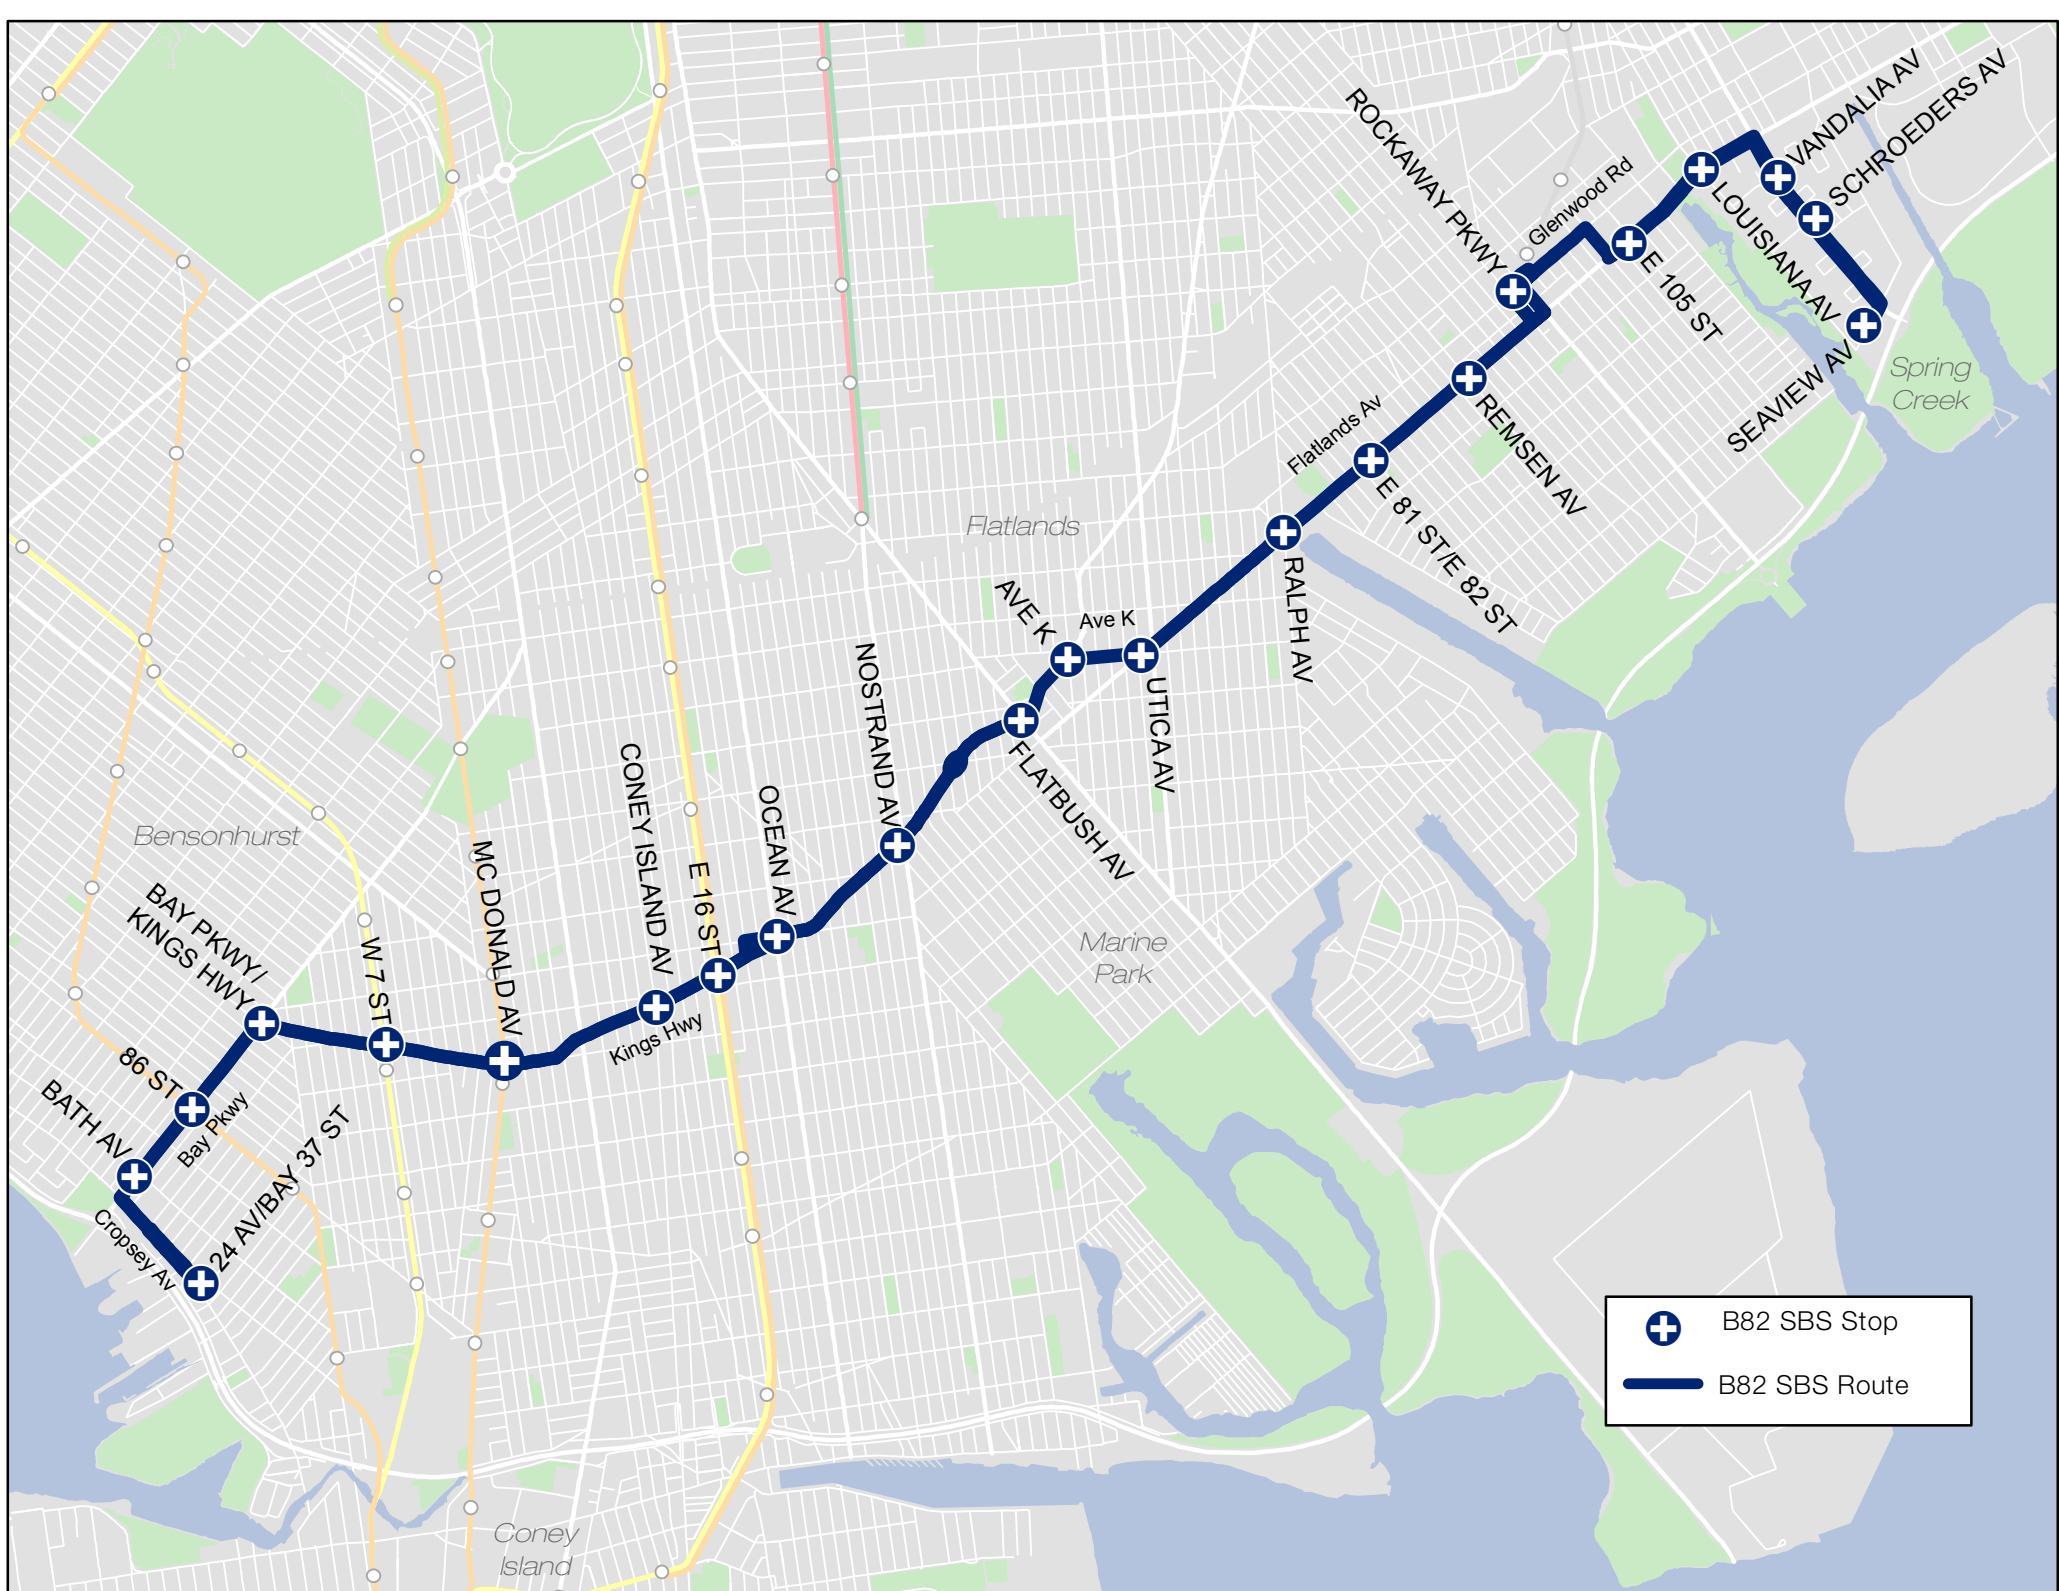 VANDALIA AV
SCHROEDERS AV
ROCKAWAY PKWY
Glenwood Rd
LOUISIANA AV
E 105 ST
SEAVIEW AV
Spring
Creek
REMSEN AV
Flatlands Av
E 81 ST/E 82 ST
Flatlands
RALPH AV
AVE K
Ave K
UTICA AV
NOSTRAND AV
FLATBUSH AV
CONEY ISLAND AV
OCEAN AV
E 16 ST
Bensonhurst
MC DONALD AV
BAY PKWY/
KINGS HWY
W 7 ST
Marine
Park
Kings Hwy
86 ST
BATH AV
Bay Pkwy
24 AV/BAY 37 ST
Cropsey Av
B82 SBS Stop
B82 SBS Route
Coney
Island